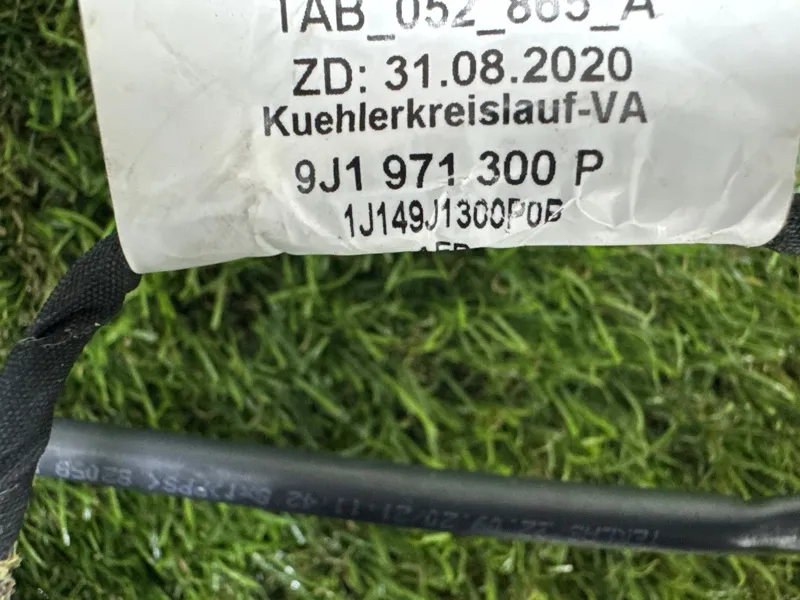 TAB_052_865_A
ZD: 31.08.2020
Kuehlerkreislauf-VA
9J1 971 300 P
1J149J1300P0B